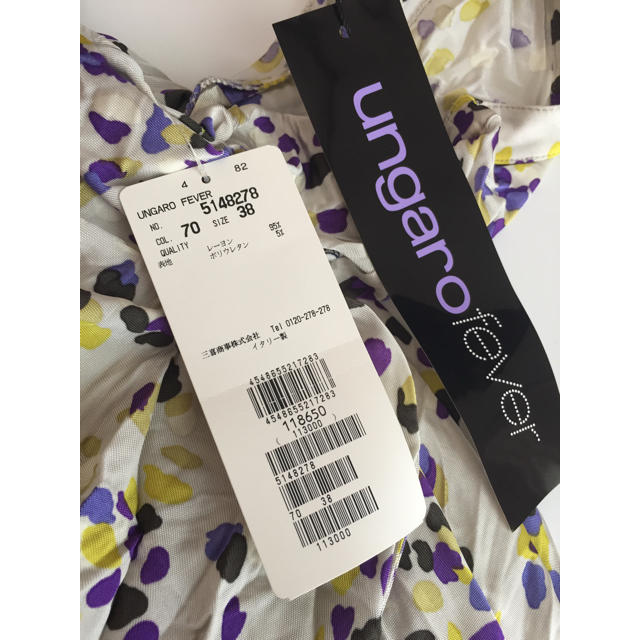 4 82
UNGARO FEVER
NO. 5148278
COL. 70 SIZE 38
QUALITY
表地 レーヨン 95%
ポリウレタン 5%
三喜商事株式会社 Tel 0120-278-278
イタリー製
4548655217283
4548655217283
118650
( 113000 )
5148278
70 38
113000
ungaro
fever